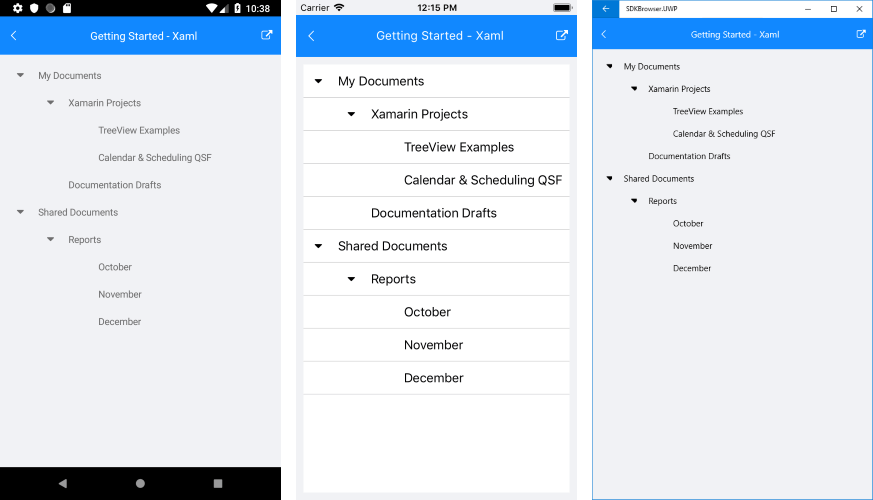 10:38
Getting Started - Xaml
My Documents
Xamarin Projects
TreeView Examples
Calendar & Scheduling QSF
Documentation Drafts
Shared Documents
Reports
October
November
December
Carrier 12:15 PM
Getting Started - Xaml
My Documents
Xamarin Projects
TreeView Examples
Calendar & Scheduling QSF
Documentation Drafts
Shared Documents
Reports
October
November
December
SDKBrowser.UWP
Getting Started - Xaml
My Documents
Xamarin Projects
TreeView Examples
Calendar & Scheduling QSF
Documentation Drafts
Shared Documents
Reports
October
November
December